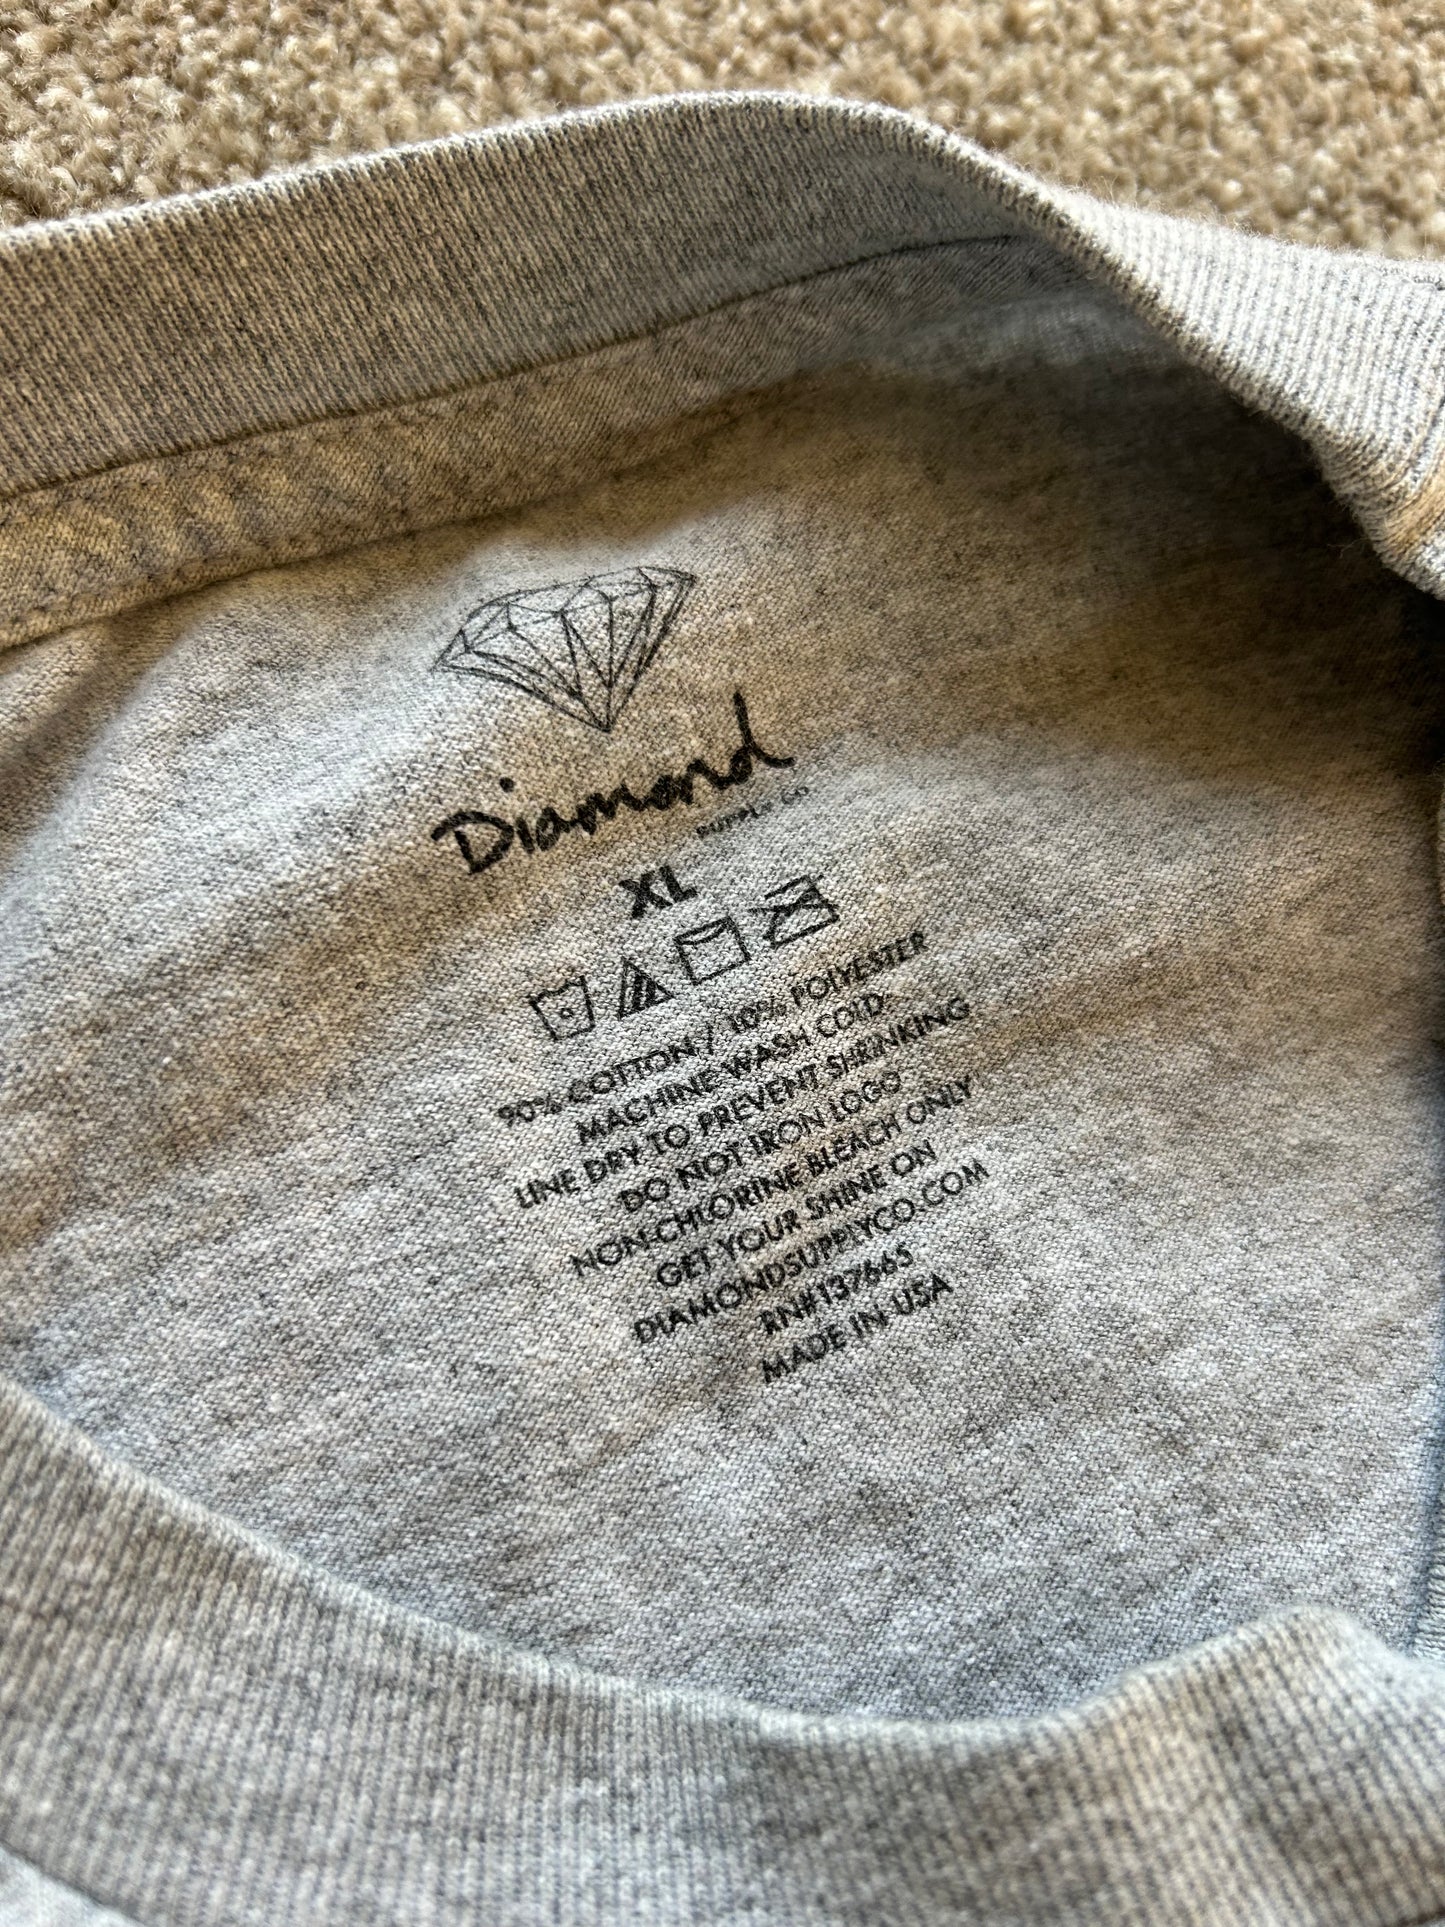 Diamond
SUPPLY CO
XL
90% COTTON / 10% POLYESTER
MACHINE WASH COLD
LINE DRY TO PREVENT SHRINKING
DO NOT IRON LOGO
NON-CHLORINE BLEACH ONLY
GET YOUR SHINE ON
DIAMONDSUPPLYCO.COM
RN#137665
MADE IN USA